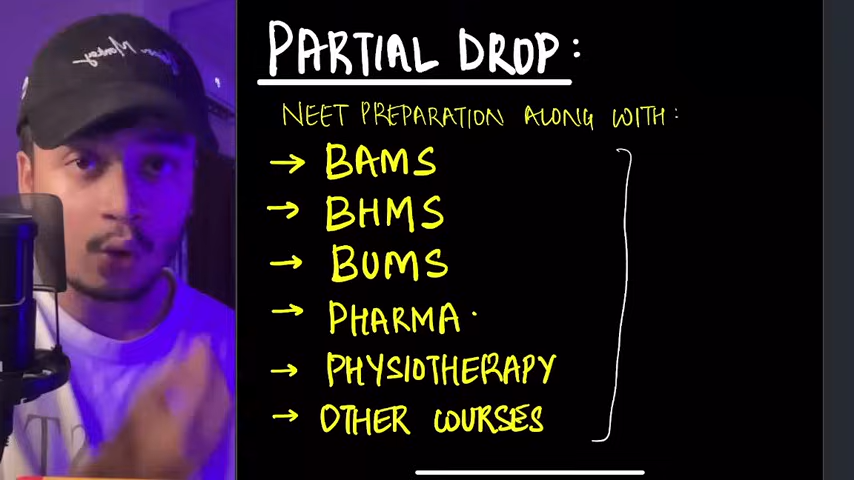 PARTIAL DROP:
NEET PREPARATION ALONG WITH:
→ BAMS
→ BHMS
→ BUMS
→ PHARMA.
→ PHYSIOTHERAPY
→ OTHER COURSES